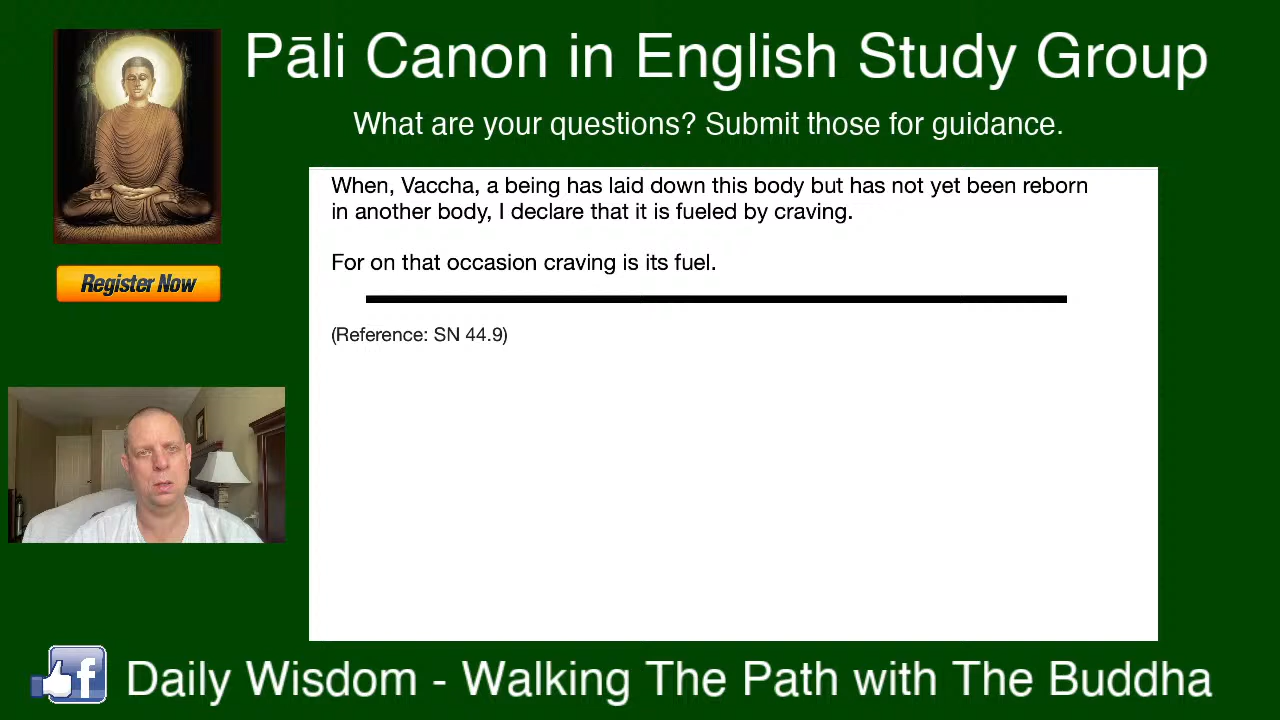 Pāli Canon in English Study Group
What are your questions? Submit those for guidance.
Register Now
When, Vaccha, a being has laid down this body but has not yet been reborn
in another body, I declare that it is fueled by craving.
For on that occasion craving is its fuel.
(Reference: SN 44.9)
f
Daily Wisdom - Walking The Path with The Buddha